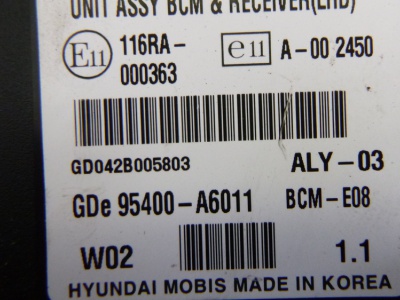 UNIT ASSY BCM & RECEIVER(LHD)
E11 116RA-000363
e11 A-00 2450
GD042B005803 ALY-03
GDe 95400-A6011 BCM-E08
W02 1.1
HYUNDAI MOBIS MADE IN KOREA